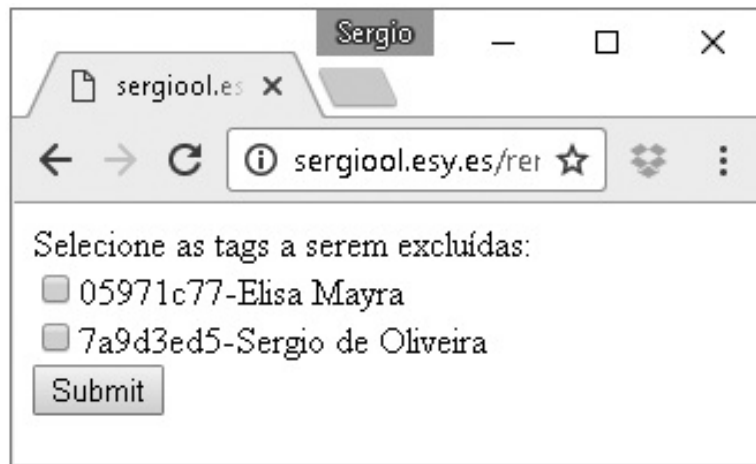 Sergio
sergiool.es
sergiool.esy.es/rer
Selecione as tags a serem excluídas:
05971c77-Elisa Mayra
7a9d3ed5-Sergio de Oliveira
Submit